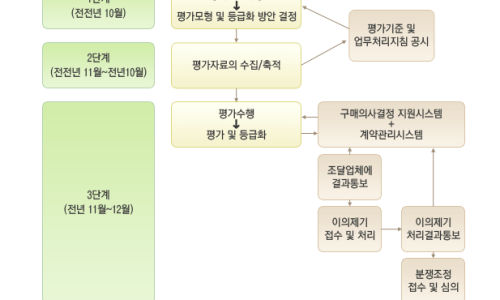 1단계
(전전년 10월)
평가모형 및 등급화 방안 결정
평가기준 및
업무처리지침 공시
2단계
(전전년 11월~전년10월)
평가자료의 수집/축적
3단계
(전년 11월~12월)
평가수행
평가 및 등급화
구매의사결정 지원시스템
+
계약관리시스템
조달업체에
결과통보
이의제기
접수 및 처리
이의제기
처리결과통보
분쟁조정
접수 및 심의